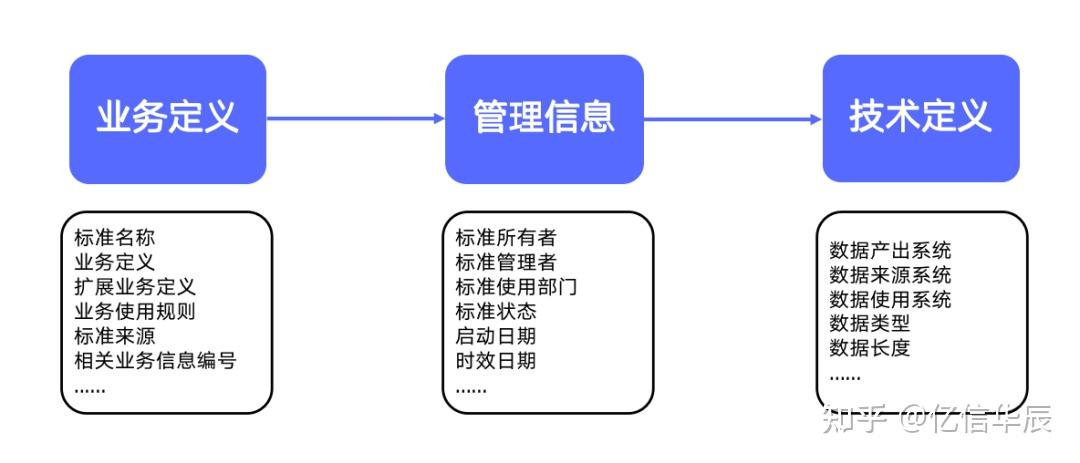 业务定义
管理信息
技术定义
标准名称
业务定义
扩展业务定义
业务使用规则
标准来源
相关业务信息编号
......
标准所有者
标准管理者
标准使用部门
标准状态
启动日期
时效日期
......
数据产出系统
数据来源系统
数据使用系统
数据类型
数据长度
......
知乎 @亿信华辰